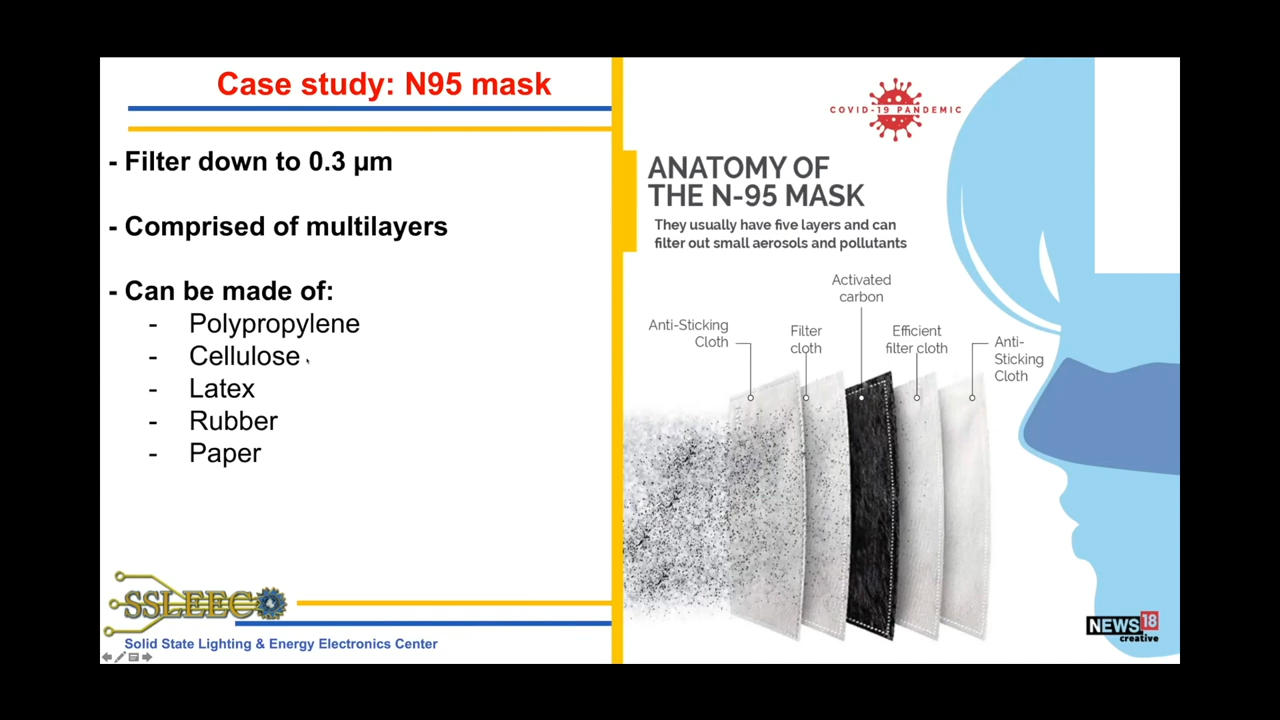 Case study: N95 mask
- Filter down to 0.3 µm
- Comprised of multilayers
- Can be made of:
- Polypropylene
- Cellulose
- Latex
- Rubber
- Paper
SSLEEC
Solid State Lighting & Energy Electronics Center
COVID-19 PANDEMIC
ANATOMY OF
THE N-95 MASK
They usually have five layers and can
filter out small aerosols and pollutants
Activated
carbon
Anti-Sticking
Cloth
Filter
cloth
Efficient
filter cloth
Anti-
Sticking
Cloth
NEWS18
creative